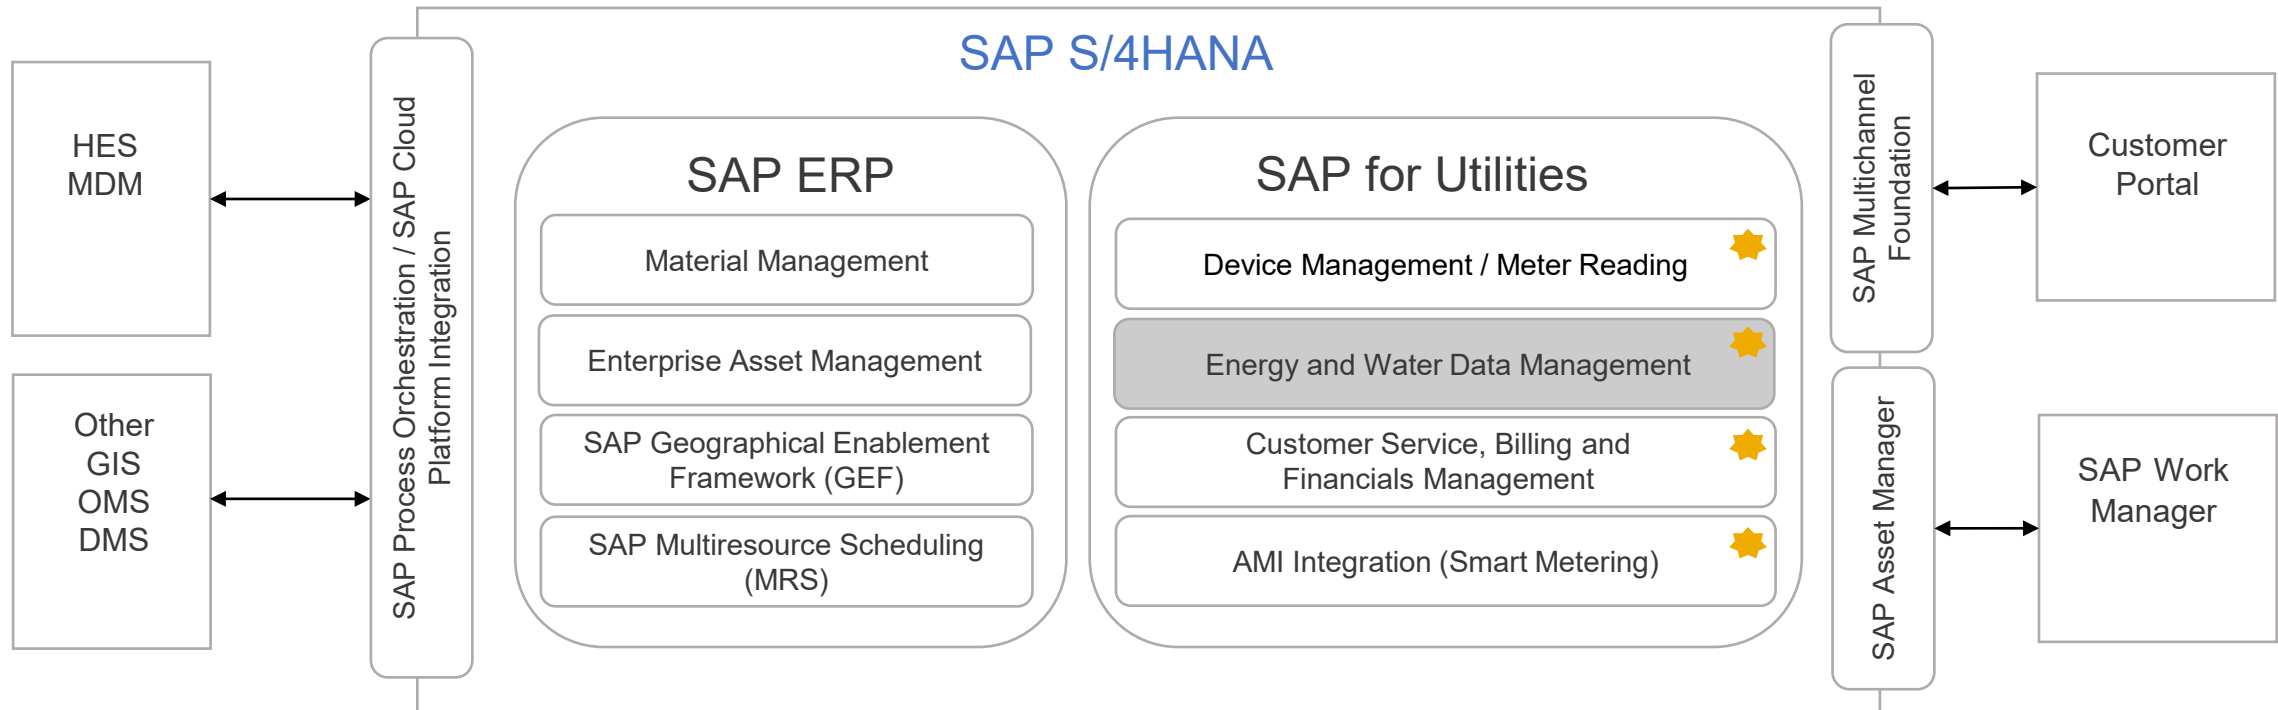 SAP S/4HANA
HES
MDM
Other
GIS
OMS
DMS
SAP Process Orchestration / SAP Cloud
Platform Integration
SAP ERP
Material Management
Enterprise Asset Management
SAP Geographical Enablement
Framework (GEF)
SAP Multiresource Scheduling
(MRS)
SAP for Utilities
Device Management / Meter Reading
Energy and Water Data Management
Customer Service, Billing and
Financials Management
AMI Integration (Smart Metering)
SAP Multichannel
Foundation
SAP Asset Manager
Customer
Portal
SAP Work
Manager